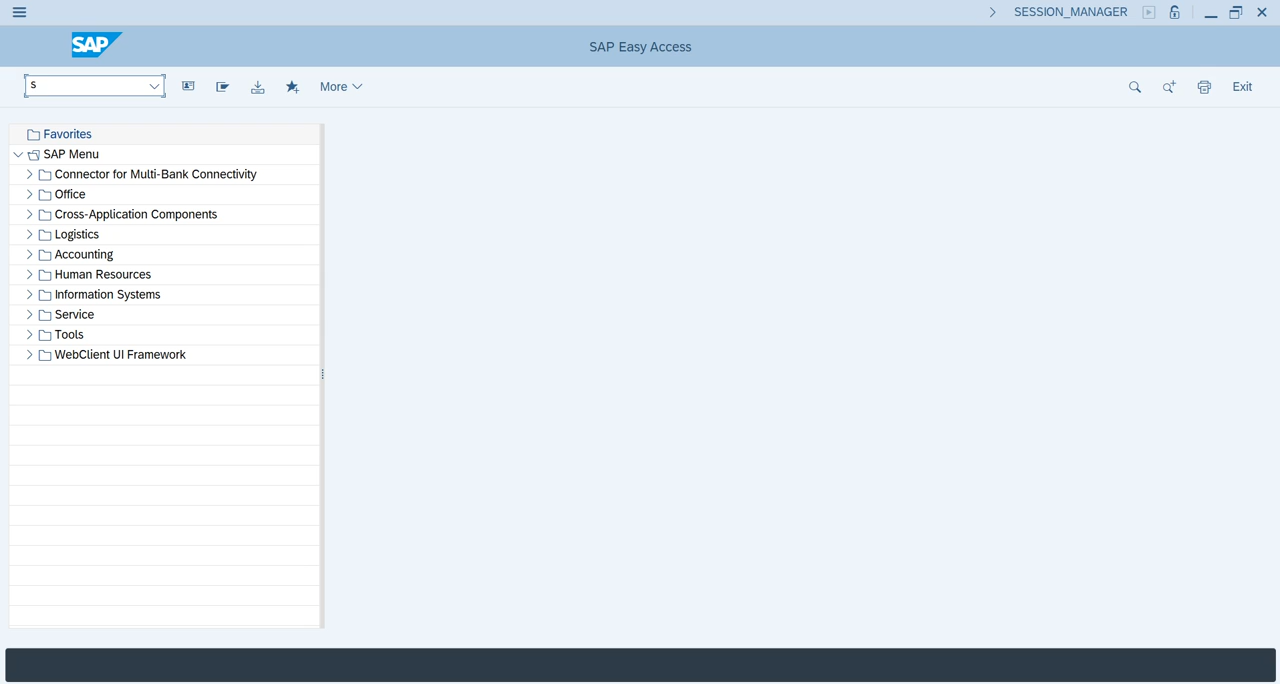 SESSION_MANAGER
SAP
SAP Easy Access
s
More
Exit
Favorites
SAP Menu
Connector for Multi-Bank Connectivity
Office
Cross-Application Components
Logistics
Accounting
Human Resources
Information Systems
Service
Tools
WebClient UI Framework